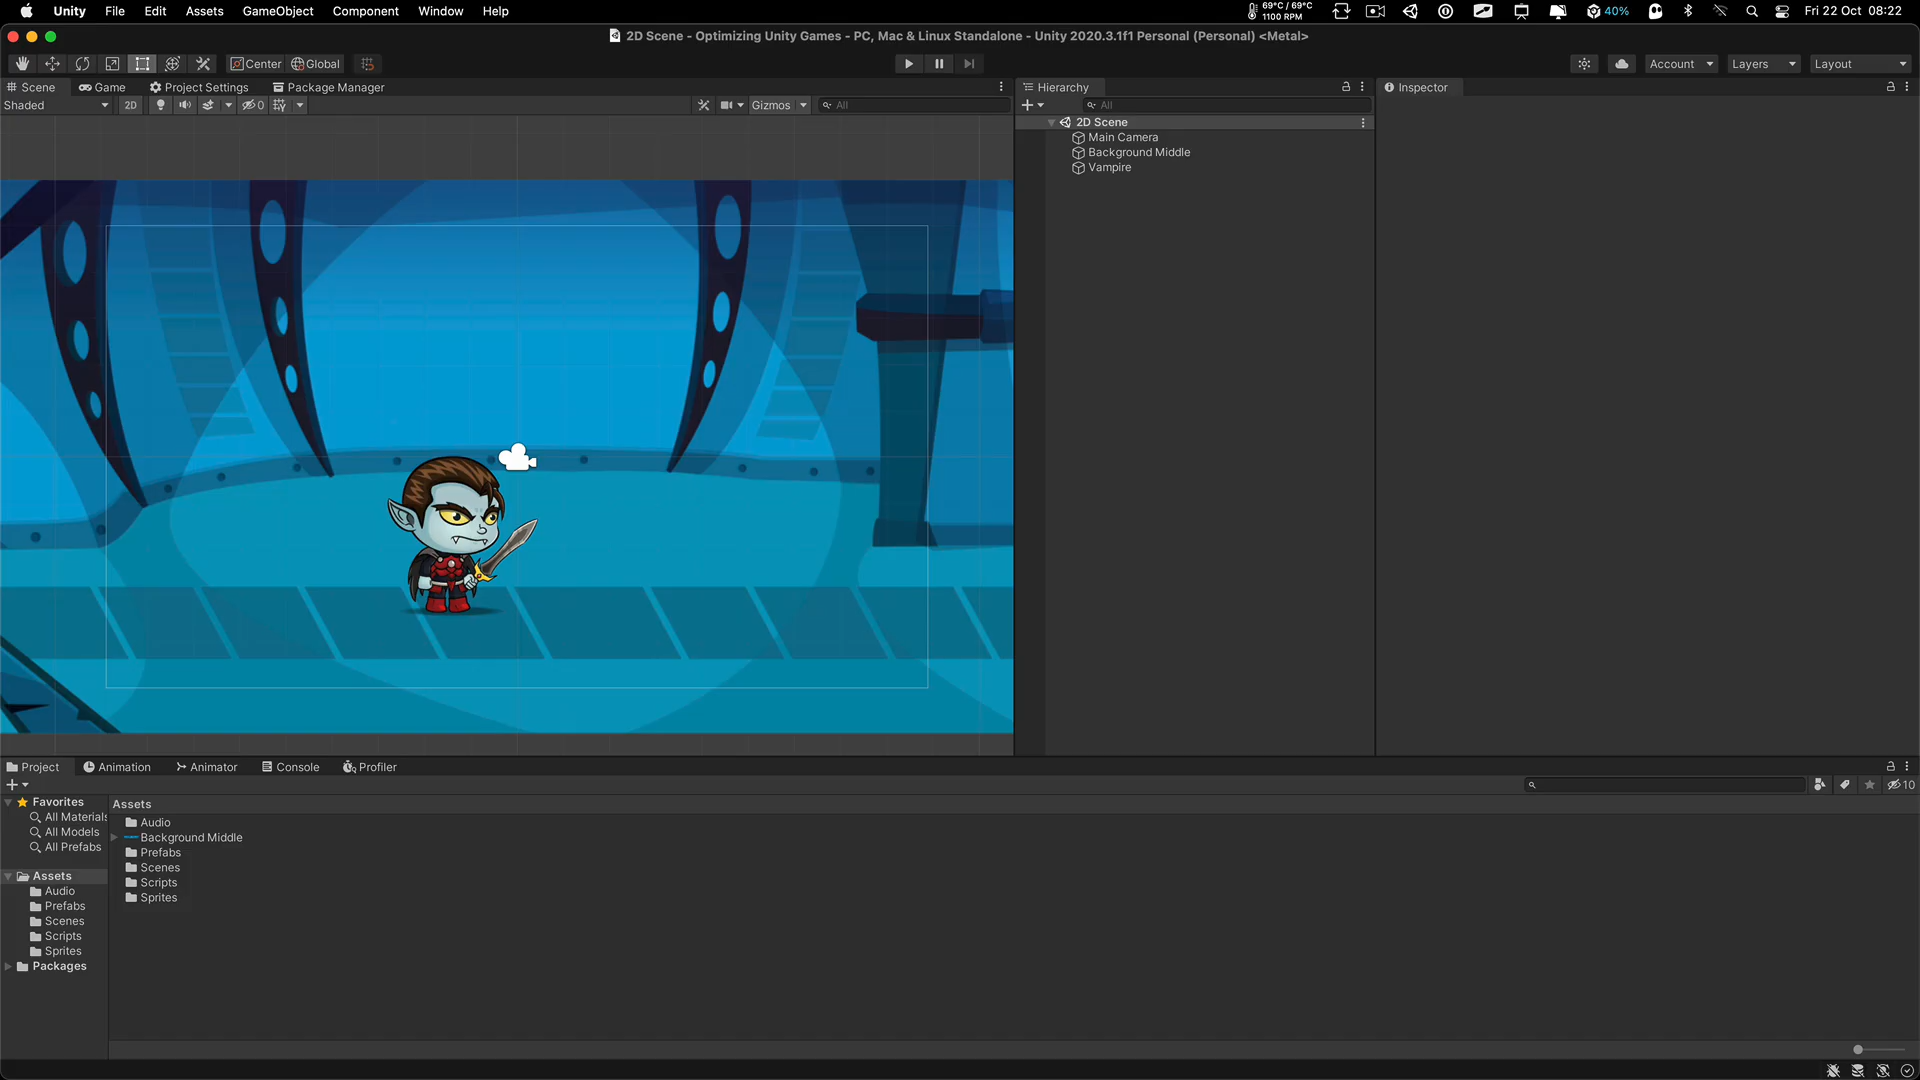 Unity File Edit Assets GameObject Component Window Help
69°C / 69°C
1100 RPM
40%
Fri 22 Oct 08:22
2D Scene - Optimizing Unity Games - PC, Mac & Linux Standalone - Unity 2020.3.1f1 Personal (Personal) <Metal>
Center Global
Account Layers Layout
Scene Game Project Settings Package Manager
Hierarchy
Inspector
Shaded 2D 0 Gizmos All
All
2D Scene
Main Camera
Background Middle
Vampire
Project Animation Animator Console Profiler
10
Favorites
All Materials
All Models
All Prefabs
Assets
Audio
Prefabs
Scenes
Scripts
Sprites
Packages
Assets
Audio
Background Middle
Prefabs
Scenes
Scripts
Sprites